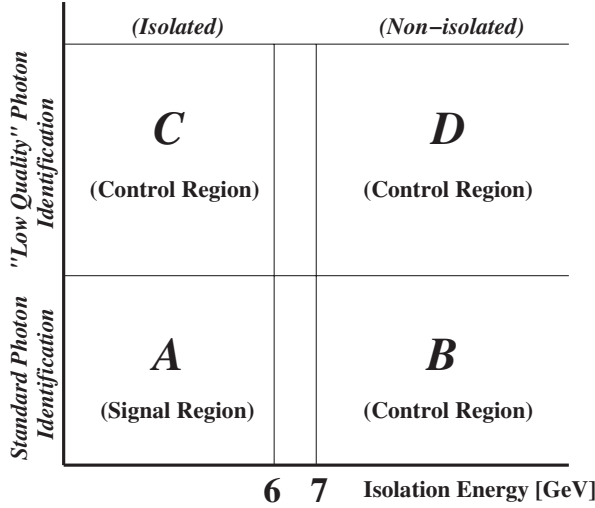 (Isolated)
(Non−isolated)
"Low Quality" Photon
Identification
C
(Control Region)
D
(Control Region)
Standard Photon
Identification
A
(Signal Region)
B
(Control Region)
6
7
Isolation Energy [GeV]